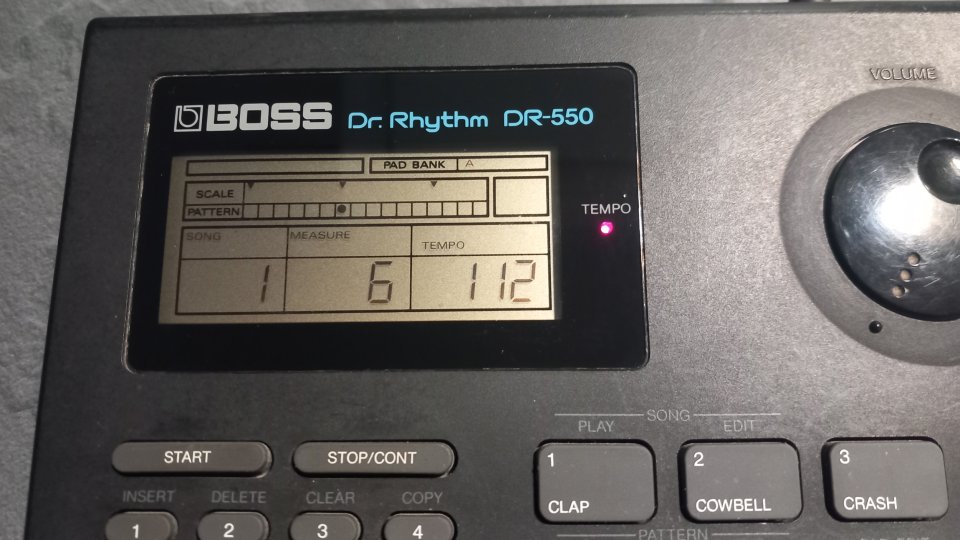 VOLUME
BOSS Dr. Rhythm DR-550
PAD BANK A
SCALE
PATTERN
TEMPO
SONG MEASURE TEMPO
1 6 112
SONG
PLAY EDIT
START STOP/CONT
1 2 3
CLAP COWBELL CRASH
INSERT DELETE CLEAR COPY
1 2 3 4
PATTERN